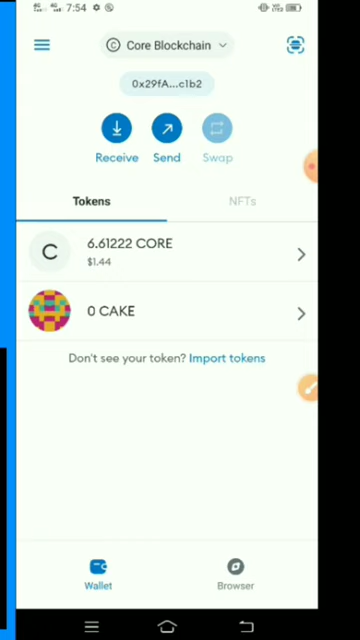 7:54
C Core Blockchain
0x29fA...c1b2
Receive Send Swap
Tokens NFTs
C 6.61222 CORE
$1.44
0 CAKE
Don't see your token? Import tokens
Wallet Browser